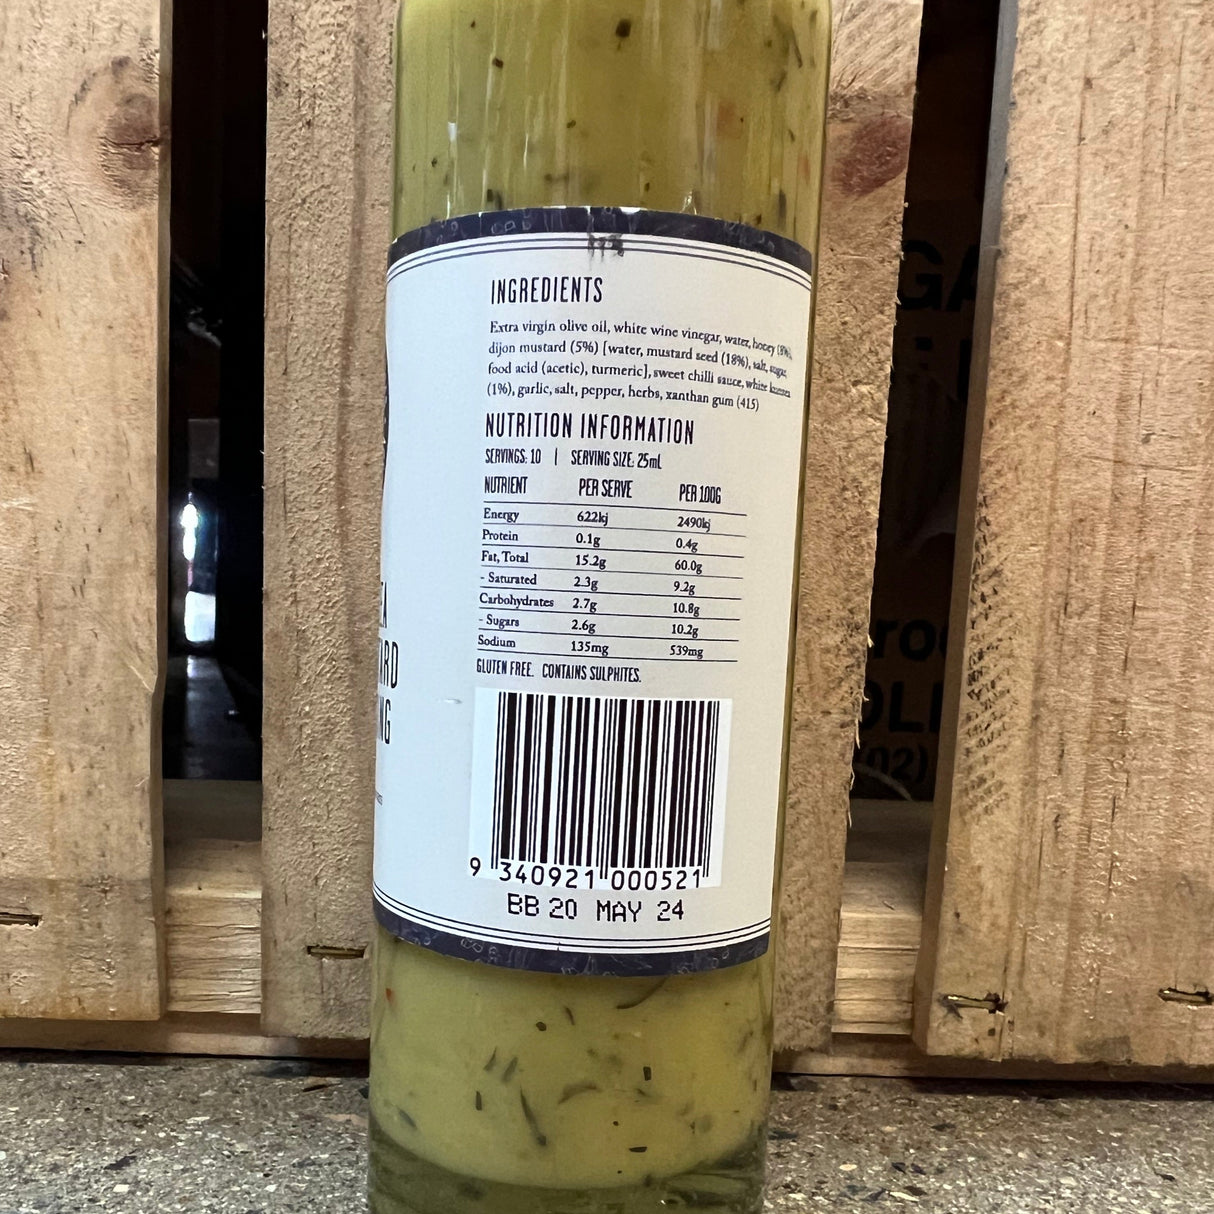 INGREDIENTS
Extra virgin olive oil, white wine vinegar, water, honey (8%),
dijon mustard (5%) [water, mustard seed (18%), salt, sugar,
food acid (acetic), turmeric], sweet chilli sauce, white
(1%), garlic, salt, pepper, herbs, xanthan gum (415)
NUTRITION INFORMATION
SERVINGS: 10 | SERVING SIZE: 25mL
NUTRIENT PER SERVE PER 100G
Energy 622kj 2490kj
Protein 0.1g 0.4g
Fat, Total 15.2g 60.0g
- Saturated 2.3g 9.2g
Carbohydrates 2.7g 10.8g
- Sugars 2.6g 10.2g
Sodium 135mg 539mg
GLUTEN FREE. CONTAINS SULPHITES.
9 340921 000521
BB 20 MAY 24
(02)